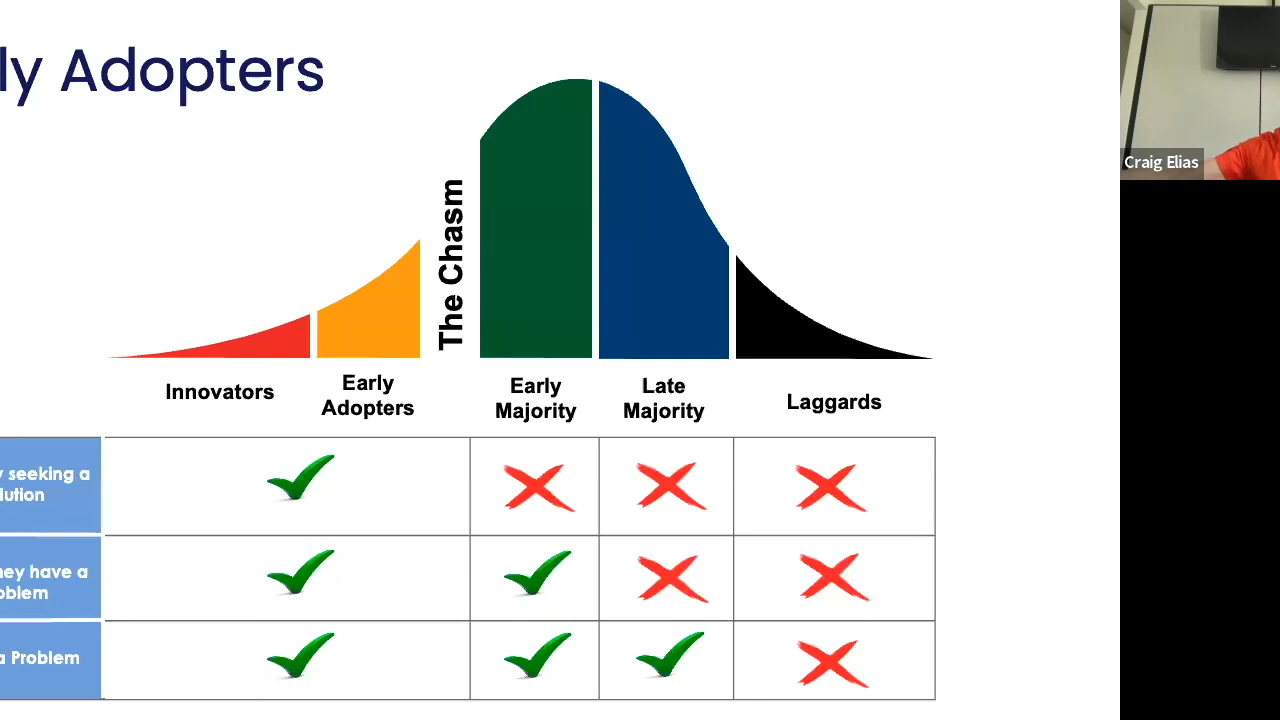 ly Adopters
The Chasm
Innovators
Early
Adopters
Early
Majority
Late
Majority
Laggards
y seeking a
lution
ney have a
oblem
a Problem
Craig Elias